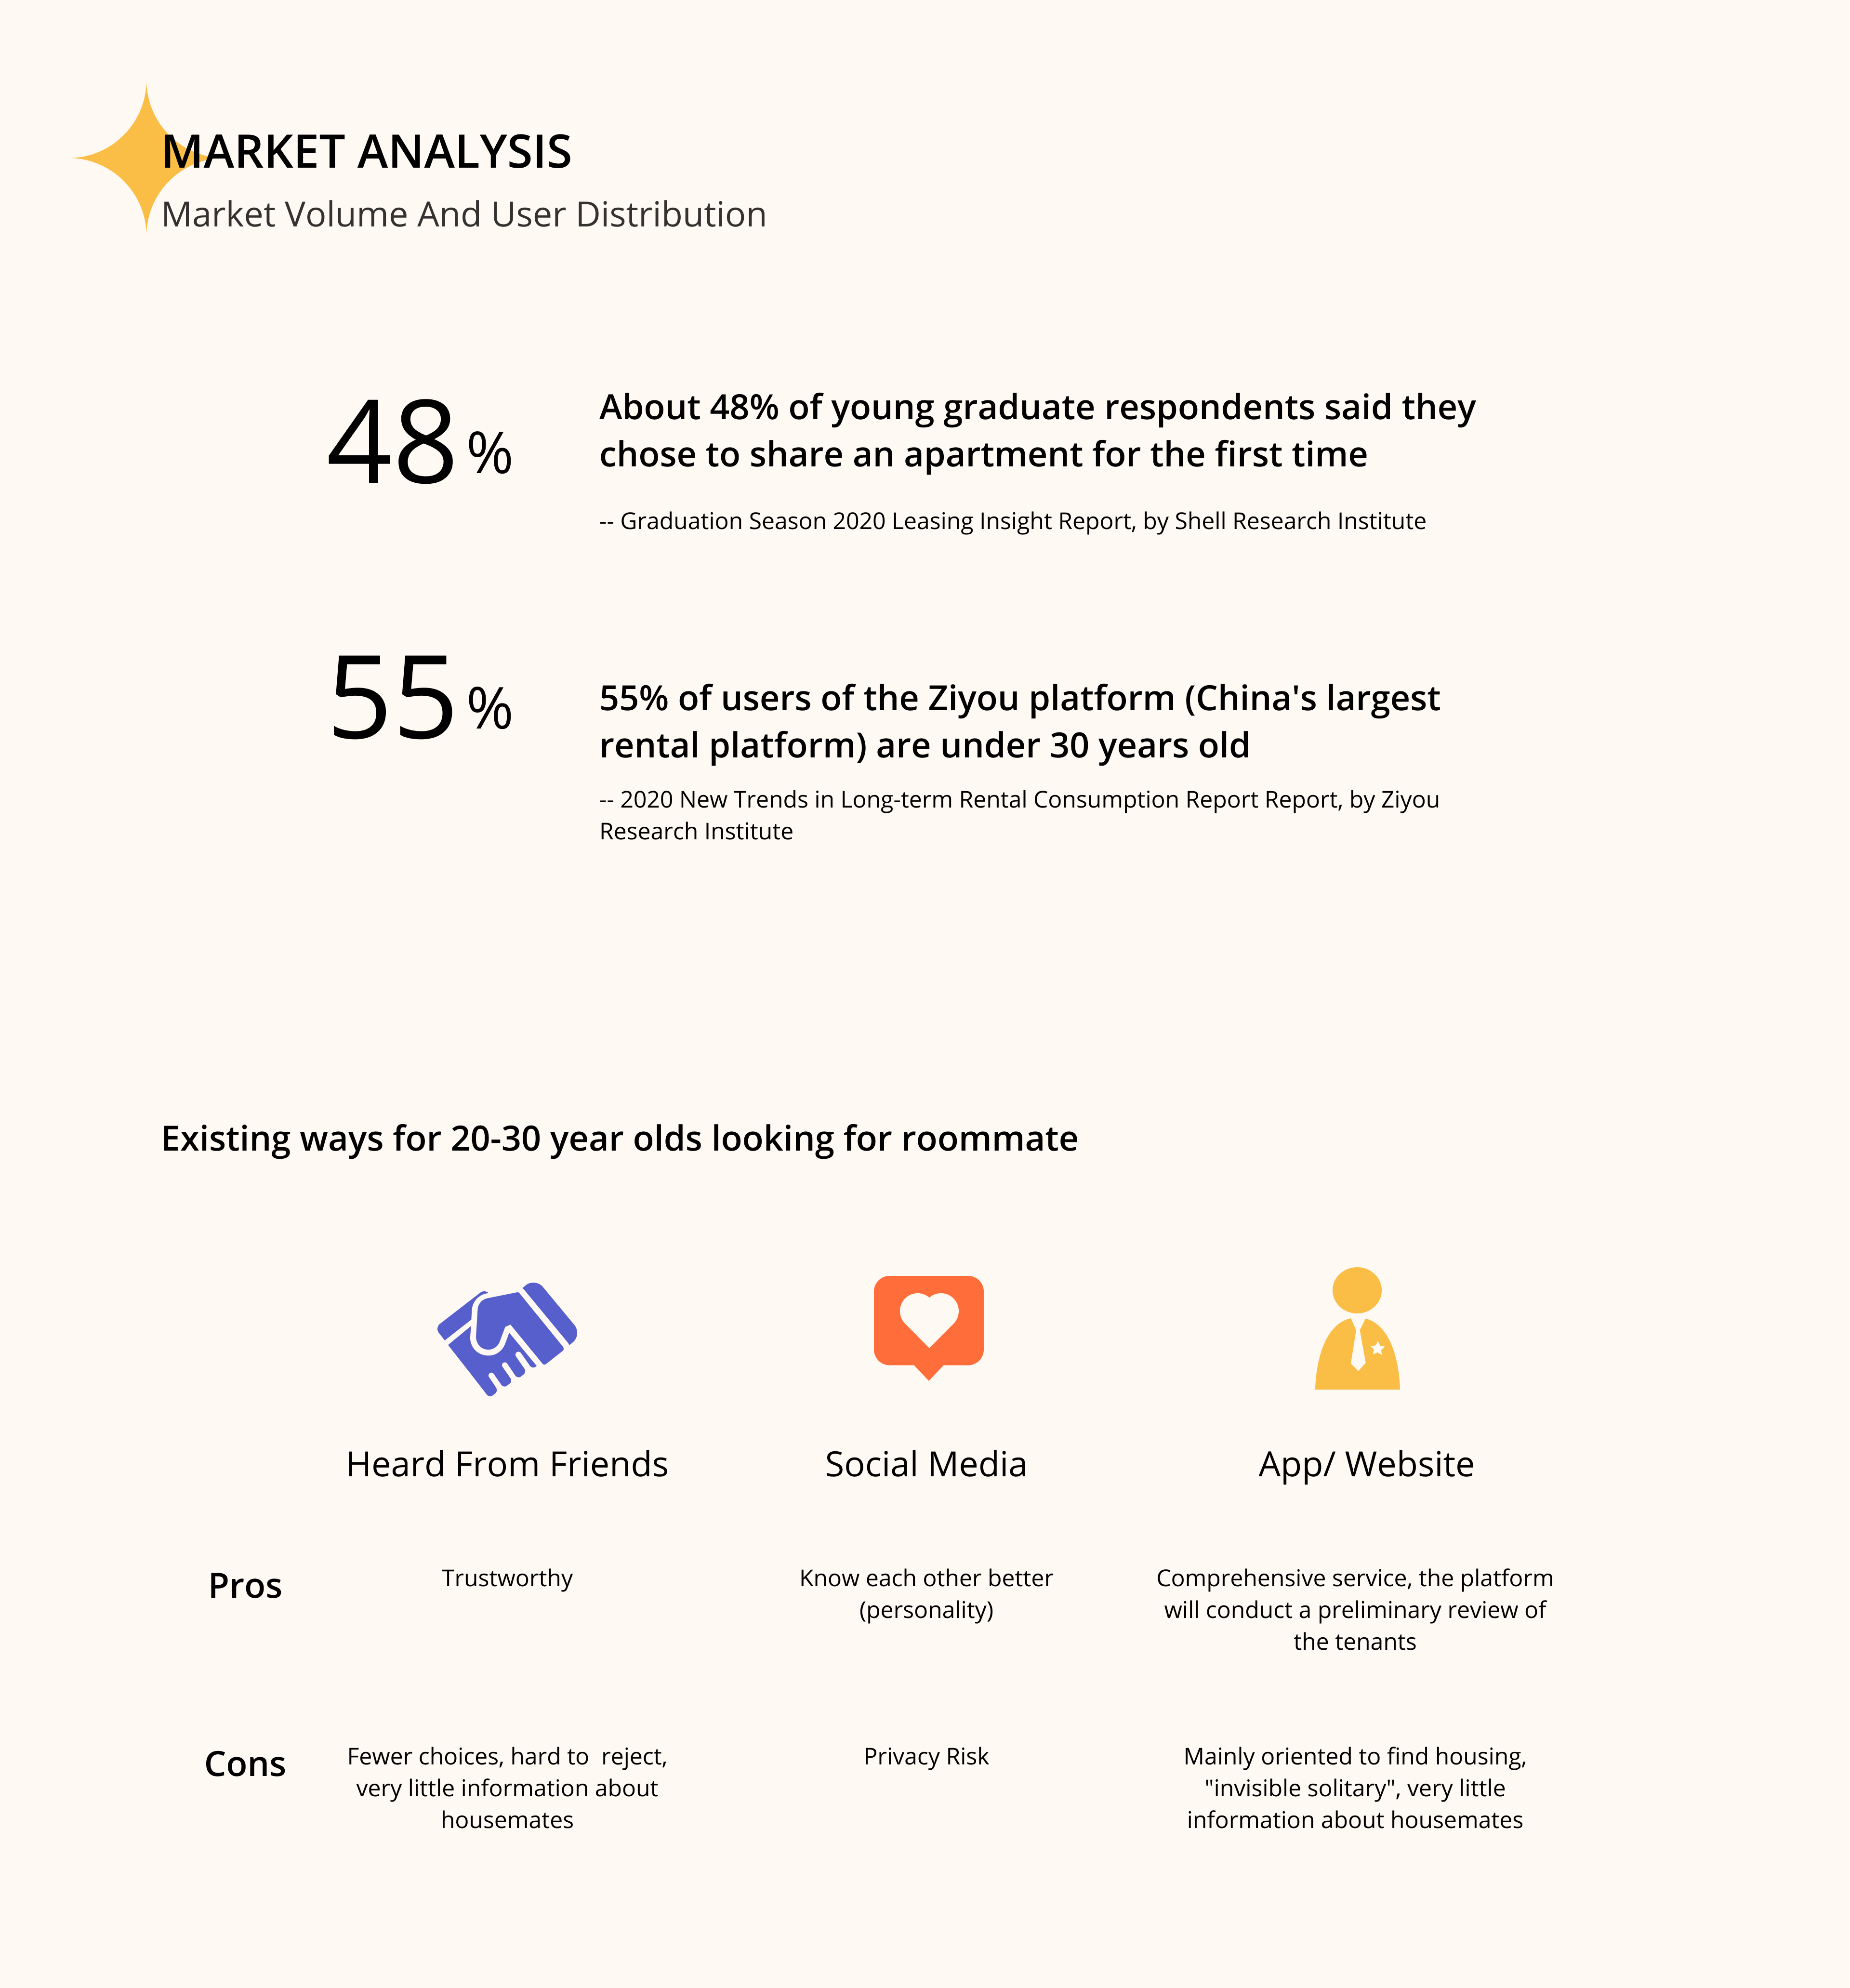 MARKET ANALYSIS
Market Volume And User Distribution
48 %
About 48% of young graduate respondents said they
chose to share an apartment for the first time
-- Graduation Season 2020 Leasing Insight Report, by Shell Research Institute
55 %
55% of users of the Ziyou platform (China's largest
rental platform) are under 30 years old
-- 2020 New Trends in Long-term Rental Consumption Report Report, by Ziyou
Research Institute
Existing ways for 20-30 year olds looking for roommate
Heard From Friends
Social Media
App/ Website
Pros
Trustworthy
Know each other better
(personality)
Comprehensive service, the platform
will conduct a preliminary review of
the tenants
Cons
Fewer choices, hard to  reject,
very little information about
housemates
Privacy Risk
Mainly oriented to find housing,
"invisible solitary", very little
information about housemates